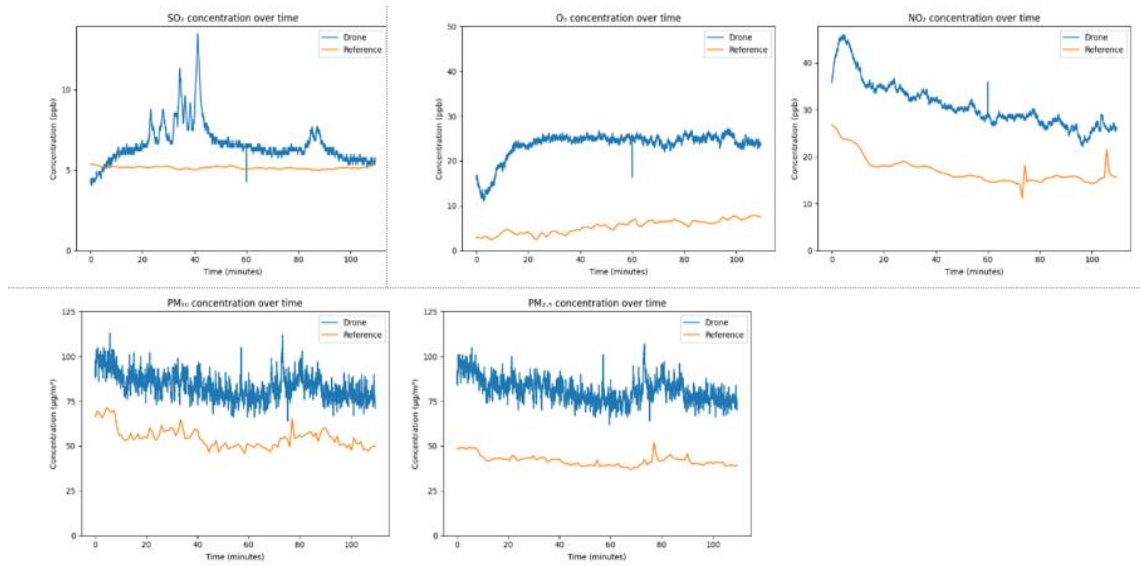 SO₂ concentration over time
Drone
Reference
Concentration (ppb)
10
5
0
0 20 40 60 80 100
Time (minutes)
O₃ concentration over time
Drone
Reference
Concentration (ppb)
50
40
30
20
10
0
0 20 40 60 80 100
Time (minutes)
NO₂ concentration over time
Drone
Reference
Concentration (ppb)
40
30
20
10
0
0 20 40 60 80 100
Time (minutes)
PM₁₀ concentration over time
Drone
Reference
Concentration (µg/m³)
125
100
75
50
25
0
0 20 40 60 80 100
Time (minutes)
PM₂.₅ concentration over time
Drone
Reference
Concentration (µg/m³)
125
100
75
50
25
0
0 20 40 60 80 100
Time (minutes)